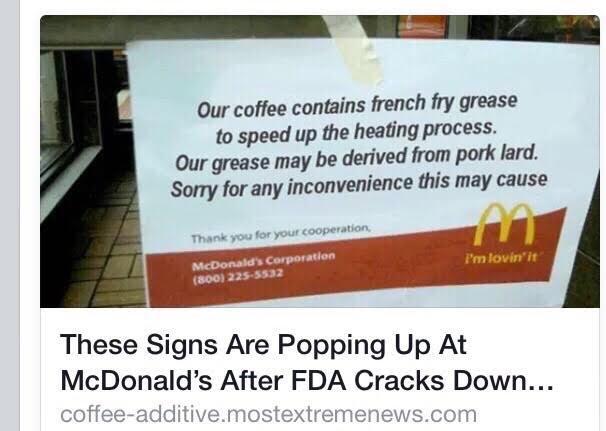 Our coffee contains french fry grease
to speed up the heating process.
Our grease may be derived from pork lard.
Sorry for any inconvenience this may cause
Thank you for your cooperation,
McDonald's Corporation
(800) 225-5532
i'm lovin' it
These Signs Are Popping Up At
McDonald’s After FDA Cracks Down…
coffee-additive.mostextremenews.com